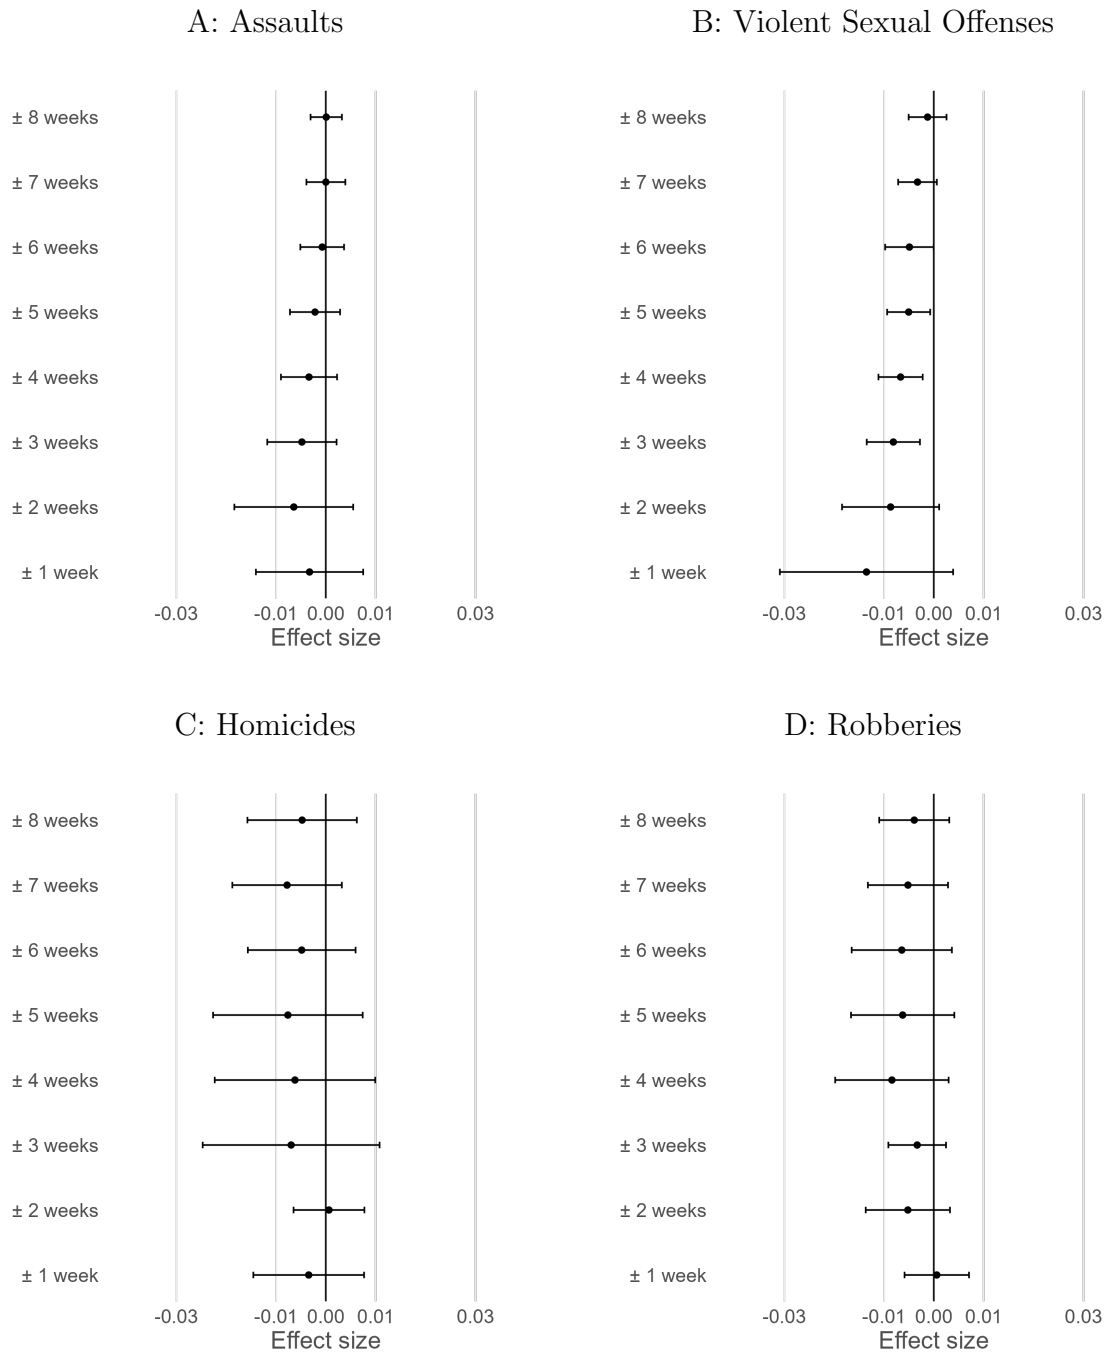 A: Assaults
± 8 weeks
± 7 weeks
± 6 weeks
± 5 weeks
± 4 weeks
± 3 weeks
± 2 weeks
± 1 week
-0.03 -0.01 0.00 0.01 0.03
Effect size
B: Violent Sexual Offenses
± 8 weeks
± 7 weeks
± 6 weeks
± 5 weeks
± 4 weeks
± 3 weeks
± 2 weeks
± 1 week
-0.03 -0.01 0.00 0.01 0.03
Effect size
C: Homicides
± 8 weeks
± 7 weeks
± 6 weeks
± 5 weeks
± 4 weeks
± 3 weeks
± 2 weeks
± 1 week
-0.03 -0.01 0.00 0.01 0.03
Effect size
D: Robberies
± 8 weeks
± 7 weeks
± 6 weeks
± 5 weeks
± 4 weeks
± 3 weeks
± 2 weeks
± 1 week
-0.03 -0.01 0.00 0.01 0.03
Effect size